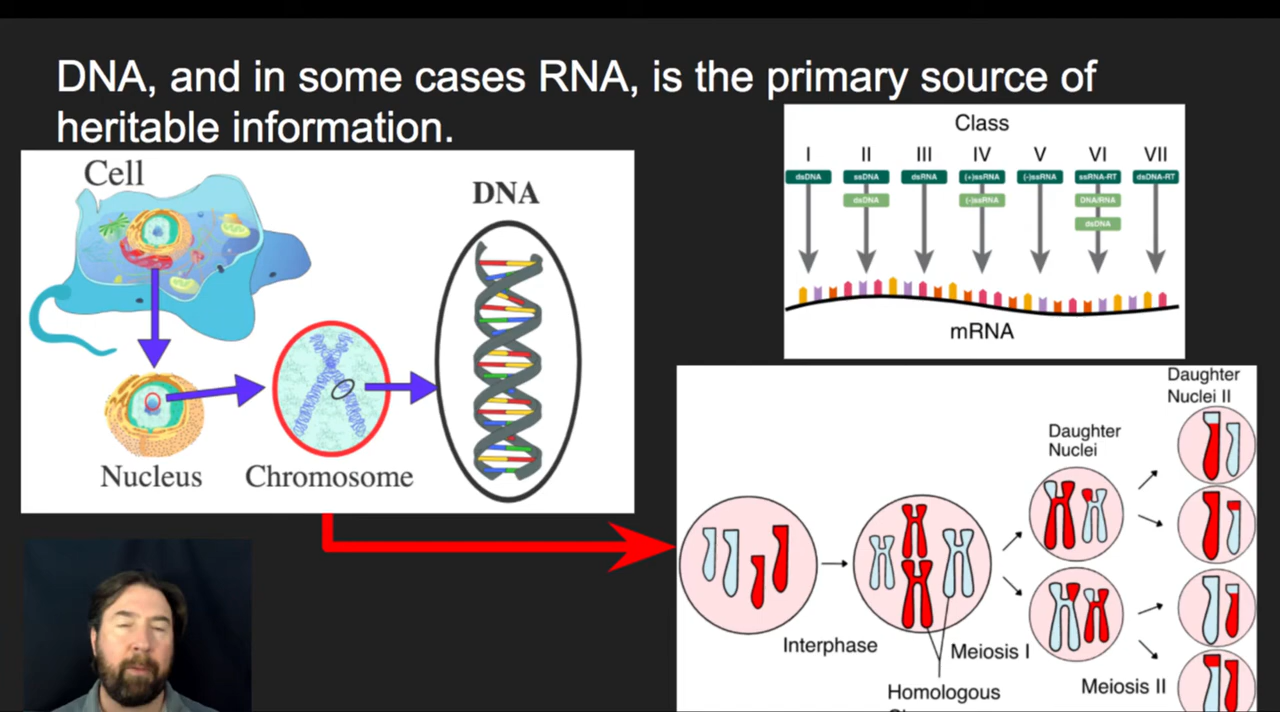 DNA, and in some cases RNA, is the primary source of
heritable information.
Cell
DNA
Nucleus
Chromosome
Class
I II III IV V VI VII
dsDNA ssDNA dsRNA (+)ssRNA (-)ssRNA ssRNA-RT dsDNA-RT
dsDNA (-)ssRNA DNA/RNA
dsDNA
mRNA
Daughter
Nuclei II
Daughter
Nuclei
Interphase
Meiosis I
Meiosis II
Homologous